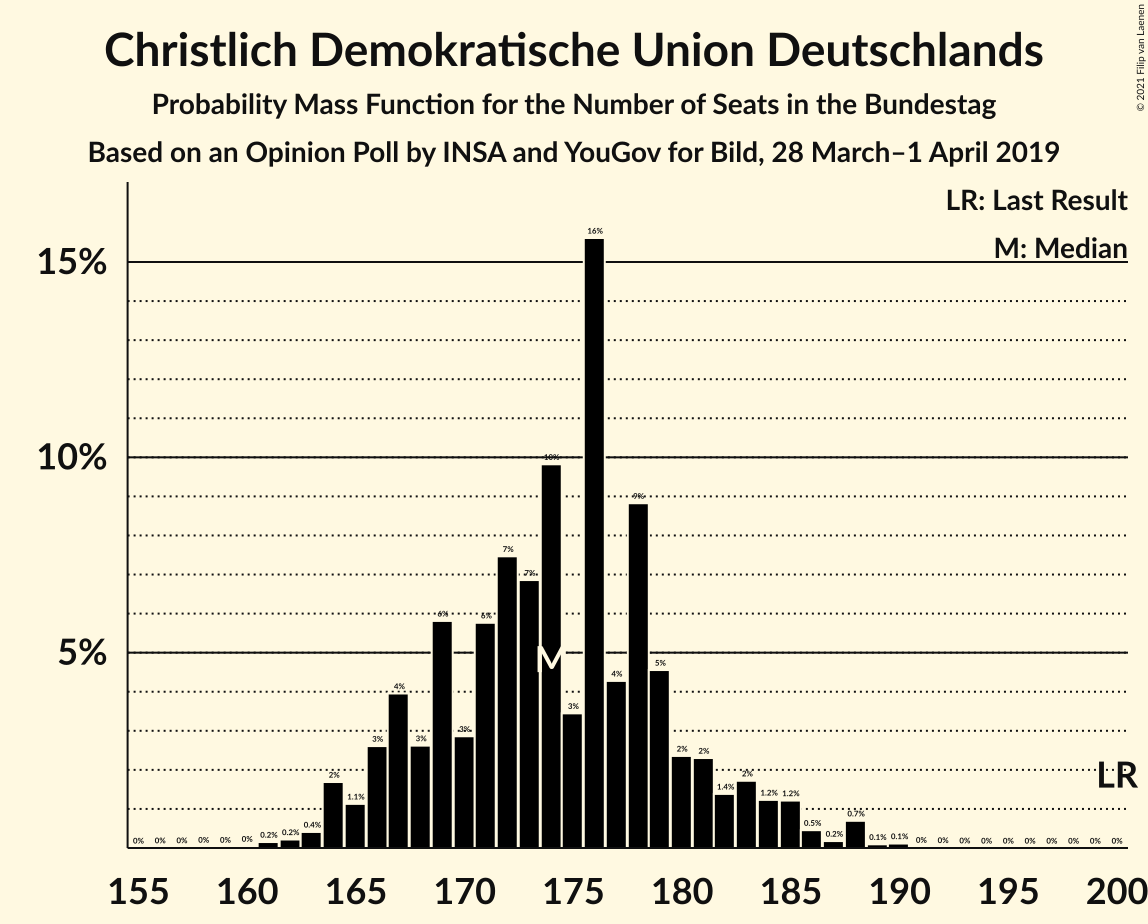 Christlich Demokratische Union Deutschlands
Probability Mass Function for the Number of Seats in the Bundestag
Based on an Opinion Poll by INSA and YouGov for Bild, 28 March–1 April 2019
© 2021 Filip van Laenen
LR: Last Result
M: Median
15%
10%
5%
0% 0% 0% 0% 0% 0% 0.2% 0.2% 0.4% 2% 1.1% 3% 4% 3% 6% 3% 6% 7% 7% 10% 3% 16% 4% 9% 5% 2% 2% 1.4% 2% 1.2% 1.2% 0.5% 0.2% 0.7% 0.1% 0.1% 0% 0% 0% 0% 0% 0% 0% 0% 0% 0%
M
LR
155 160 165 170 175 180 185 190 195 200